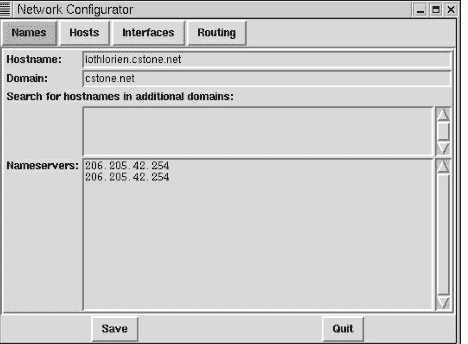 Network Configurator
Names Hosts Interfaces Routing
Hostname: lothlorien.cstone.net
Domain: cstone.net
Search for hostnames in additional domains:
Nameservers: 206.205.42.254
206.205.42.254
Save Quit